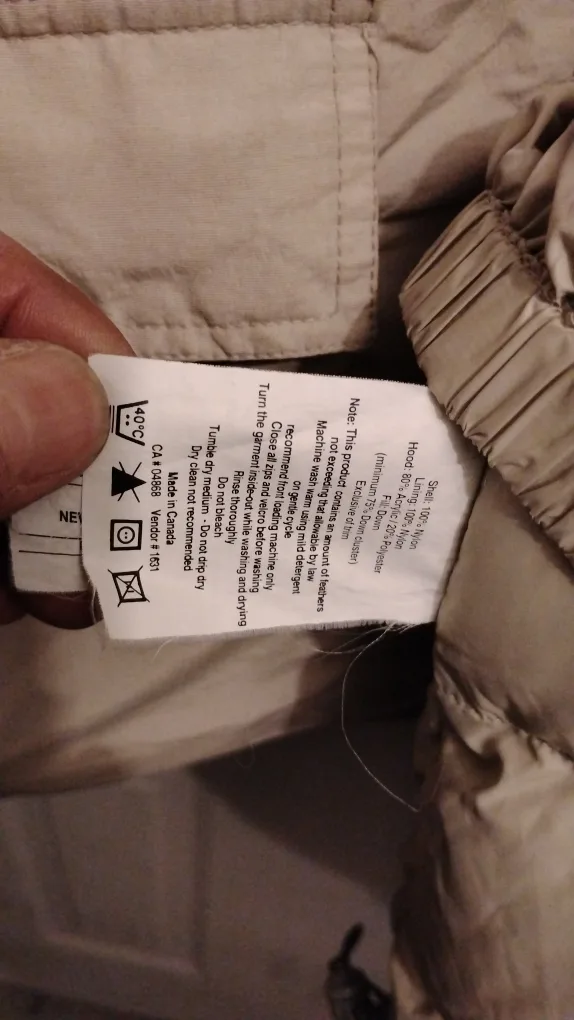 Shell: 100% Nylon
Lining: 100% Nylon
Hood: 80% Acrylic / 20% Polyester
Fill: Down
(minimum 75% Down cluster)
Exclusive of trim
Note: This product contains an amount of feathers
not exceeding that allowable by law
Machine wash warm using mild detergent
on gentle cycle
recommend front loading machine only
Close all zips and velcro before washing
Turn the garment inside-out while washing and drying
Rinse thoroughly
Do not bleach
Tumble dry medium - Do not drip dry
Dry clean not recommended
Made in Canada
CA # 04868 Vendor # 1631
40°C
NEW